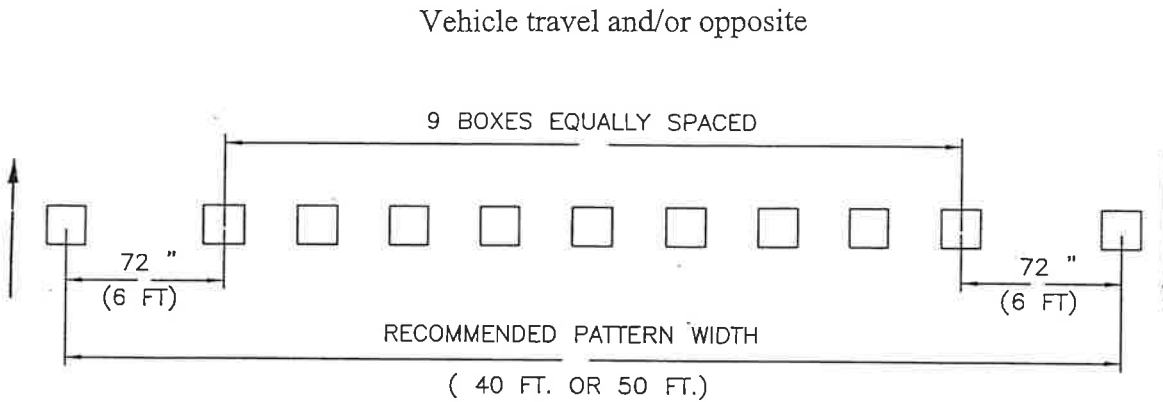 Vehicle travel and/or opposite
9 BOXES EQUALLY SPACED
72 "
(6 FT)
72 "
(6 FT)
RECOMMENDED PATTERN WIDTH
( 40 FT. OR 50 FT.)